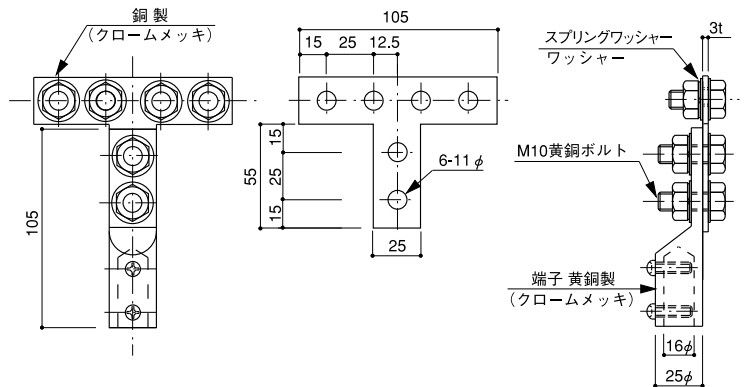 銅製
(クロームメッキ)
105
105
15
25
12.5
15
25
15
55
6-11φ
25
3t
スプリングワッシャー
ワッシャー
M10黄銅ボルト
端子 黄銅製
(クロームメッキ)
16φ
25φ